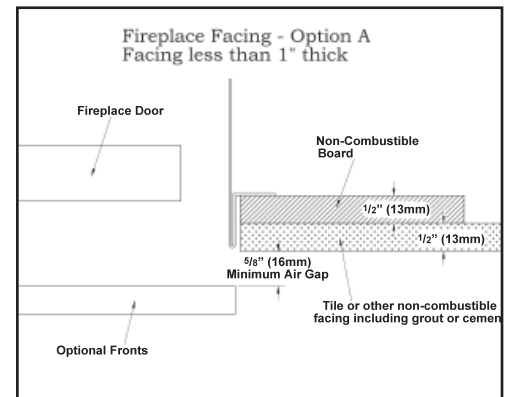 Fireplace Facing - Option A
Facing less than 1" thick
Fireplace Door
Non-Combustible
Board
1/2" (13mm)
1/2" (13mm)
5/8" (16mm)
Minimum Air Gap
Tile or other non-combustible
facing including grout or cemen
Optional Fronts